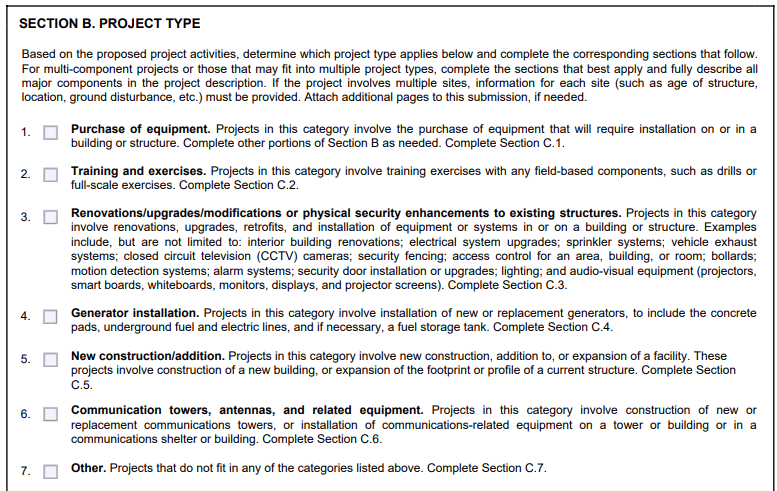 SECTION B. PROJECT TYPE
Based on the proposed project activities, determine which project type applies below and complete the corresponding sections that follow.
For multi-component projects or those that may fit into multiple project types, complete the sections that best apply and fully describe all
major components in the project description. If the project involves multiple sites, information for each site (such as age of structure,
location, ground disturbance, etc.) must be provided. Attach additional pages to this submission, if needed.
1. Purchase of equipment. Projects in this category involve the purchase of equipment that will require installation on or in a
building or structure. Complete other portions of Section B as needed. Complete Section C.1.
2. Training and exercises. Projects in this category involve training exercises with any field-based components, such as drills or
full-scale exercises. Complete Section C.2.
3. Renovations/upgrades/modifications or physical security enhancements to existing structures. Projects in this category
involve renovations, upgrades, retrofits, and installation of equipment or systems in or on a building or structure. Examples
include, but are not limited to: interior building renovations; electrical system upgrades; sprinkler systems; vehicle exhaust
systems; closed circuit television (CCTV) cameras; security fencing; access control for an area, building, or room; bollards;
motion detection systems; alarm systems; security door installation or upgrades; lighting; and audio-visual equipment (projectors,
smart boards, whiteboards, monitors, displays, and projector screens). Complete Section C.3.
4. Generator installation. Projects in this category involve installation of new or replacement generators, to include the concrete
pads, underground fuel and electric lines, and if necessary, a fuel storage tank. Complete Section C.4.
5. New construction/addition. Projects in this category involve new construction, addition to, or expansion of a facility. These
projects involve construction of a new building, or expansion of the footprint or profile of a current structure. Complete Section
C.5.
6. Communication towers, antennas, and related equipment. Projects in this category involve construction of new or
replacement communications towers, or installation of communications-related equipment on a tower or building or in a
communications shelter or building. Complete Section C.6.
7. Other. Projects that do not fit in any of the categories listed above. Complete Section C.7.